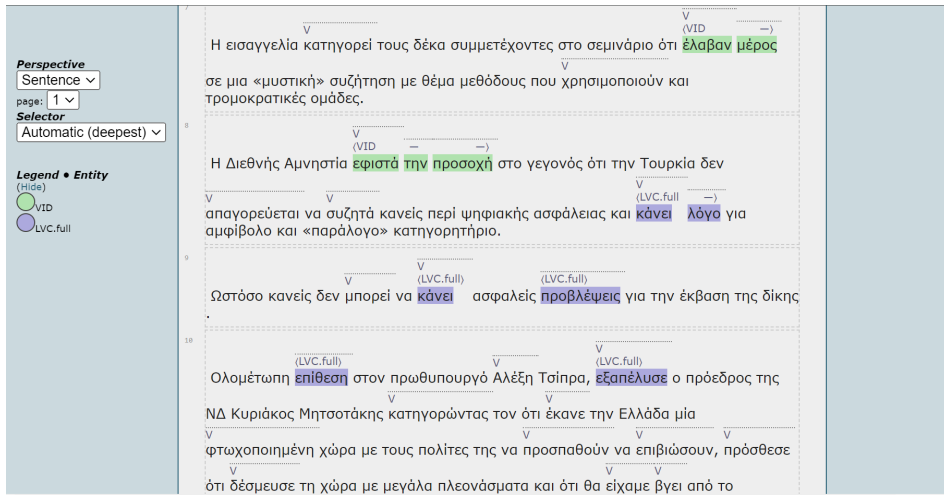 7
V
V
(VID —)
Η εισαγγελία κατηγορεί τους δέκα συμμετέχοντες στο σεμινάριο ότι έλαβαν μέρος
V
σε μια «μυστική» συζήτηση με θέμα μεθόδους που χρησιμοποιούν και
τρομοκρατικές ομάδες.
Perspective
Sentence
page: 1
Selector
Automatic (deepest)
Legend • Entity
(Hide)
VID
LVC.full
8
V
(VID — —)
Η Διεθνής Αμνηστία εφιστά την προσοχή στο γεγονός ότι την Τουρκία δεν
V
V V (LVC.full —)
απαγορεύεται να συζητά κανείς περί ψηφιακής ασφάλειας και κάνει λόγο για
αμφίβολο και «παράλογο» κατηγορητήριο.
9
V
V (LVC.full) (LVC.full)
Ωστόσο κανείς δεν μπορεί να κάνει ασφαλείς προβλέψεις για την έκβαση της δίκης
.
10
V
(LVC.full) V (LVC.full)
Ολομέτωπη επίθεση στον πρωθυπουργό Αλέξη Τσίπρα, εξαπέλυσε ο πρόεδρος της
V V
ΝΔ Κυριάκος Μητσοτάκης κατηγορώντας τον ότι έκανε την Ελλάδα μία
V V V V
φτωχοποιημένη χώρα με τους πολίτες της να προσπαθούν να επιβιώσουν, πρόσθεσε
V V V
ότι δέσμευσε τη χώρα με μεγάλα πλεονάσματα και ότι θα είχαμε βγει από το